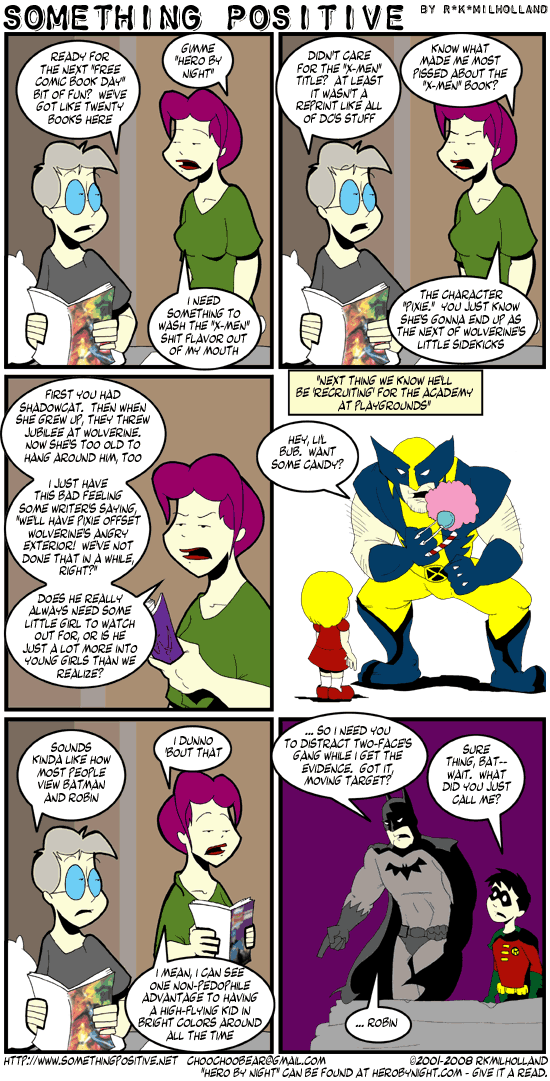 SOMETHING POSITIVE BY R*K*MILHOLLAND
READY FOR
THE NEXT "FREE
COMIC BOOK DAY"
BIT OF FUN? WE'VE
GOT LIKE TWENTY
BOOKS HERE
GIMME
"HERO BY
NIGHT"
I NEED
SOMETHING TO
WASH THE "X-MEN"
SHIT FLAVOR OUT
OF MY MOUTH
DIDN'T CARE
FOR THE "X-MEN"
TITLE? AT LEAST
IT WASN'T A
REPRINT LIKE ALL
OF DC'S STUFF
KNOW WHAT
MADE ME MOST
PISSED ABOUT THE
"X-MEN" BOOK?
THE CHARACTER
"PIXIE." YOU JUST KNOW
SHE'S GONNA END UP AS
THE NEXT OF WOLVERINE'S
LITTLE SIDEKICKS
FIRST YOU HAD
SHADOWCAT. THEN WHEN
SHE GREW UP, THEY THREW
JUBILEE AT WOLVERINE.
NOW SHE'S TOO OLD TO
HANG AROUND HIM, TOO
I JUST HAVE
THIS BAD FEELING
SOME WRITER'S SAYING,
"WE'LL HAVE PIXIE OFFSET
WOLVERINE'S ANGRY
EXTERIOR! WE'VE NOT
DONE THAT IN A WHILE,
RIGHT?"
DOES HE REALLY
ALWAYS NEED SOME
LITTLE GIRL TO WATCH
OUT FOR, OR IS HE
JUST A LOT MORE INTO
YOUNG GIRLS THAN WE
REALIZE?
"NEXT THING WE KNOW HE'LL
BE 'RECRUITING' FOR THE ACADEMY
AT PLAYGROUNDS"
HEY, LIL'
BUB. WANT
SOME CANDY?
SOUNDS
KINDA LIKE HOW
MOST PEOPLE
VIEW BATMAN
AND ROBIN
I DUNNO
'BOUT THAT
I MEAN, I CAN SEE
ONE NON-PEDOPHILE
ADVANTAGE TO HAVING
A HIGH-FLYING KID IN
BRIGHT COLORS AROUND
ALL THE TIME
... SO I NEED YOU
TO DISTRACT TWO-FACE'S
GANG WHILE I GET THE
EVIDENCE. GOT IT,
MOVING TARGET?
SURE
THING, BAT--
WAIT. WHAT
DID YOU JUST
CALL ME?
... ROBIN
HTTP://WWW.SOMETHINGPOSITIVE.NET CHOOCHOOBEAR@GMAIL.COM ©2001-2008 RKMILHOLLAND
"HERO BY NIGHT" CAN BE FOUND AT HEROBYNIGHT.COM - GIVE IT A READ.